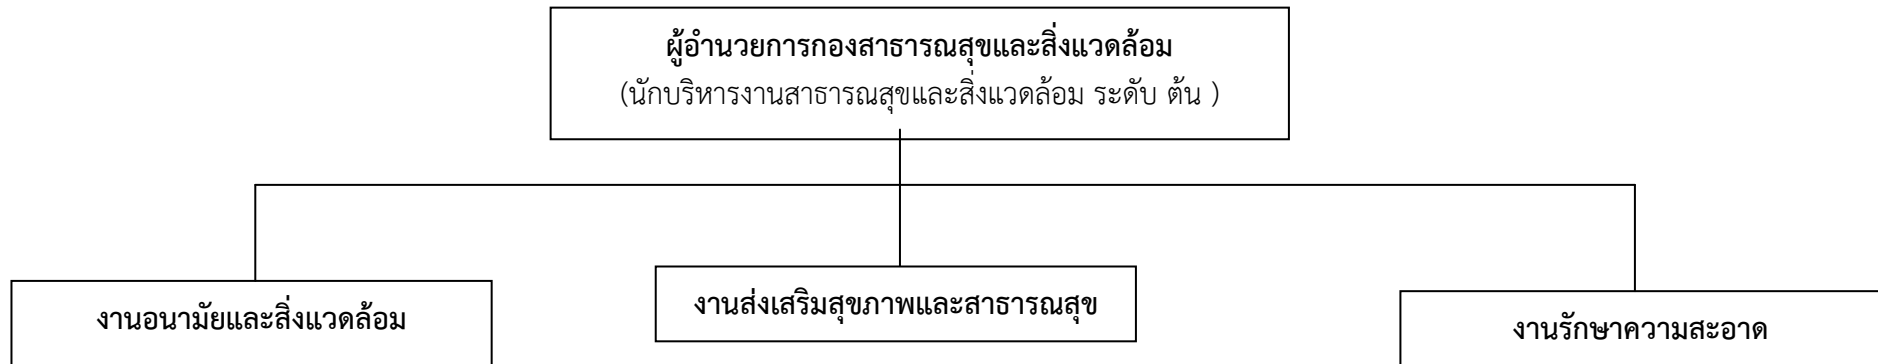 ผู้อำนวยการกองสาธารณสุขและสิ่งแวดล้อม
(นักบริหารงานสาธารณสุขและสิ่งแวดล้อม ระดับ ต้น )
งานอนามัยและสิ่งแวดล้อม
งานส่งเสริมสุขภาพและสาธารณสุข
งานรักษาความสะอาด